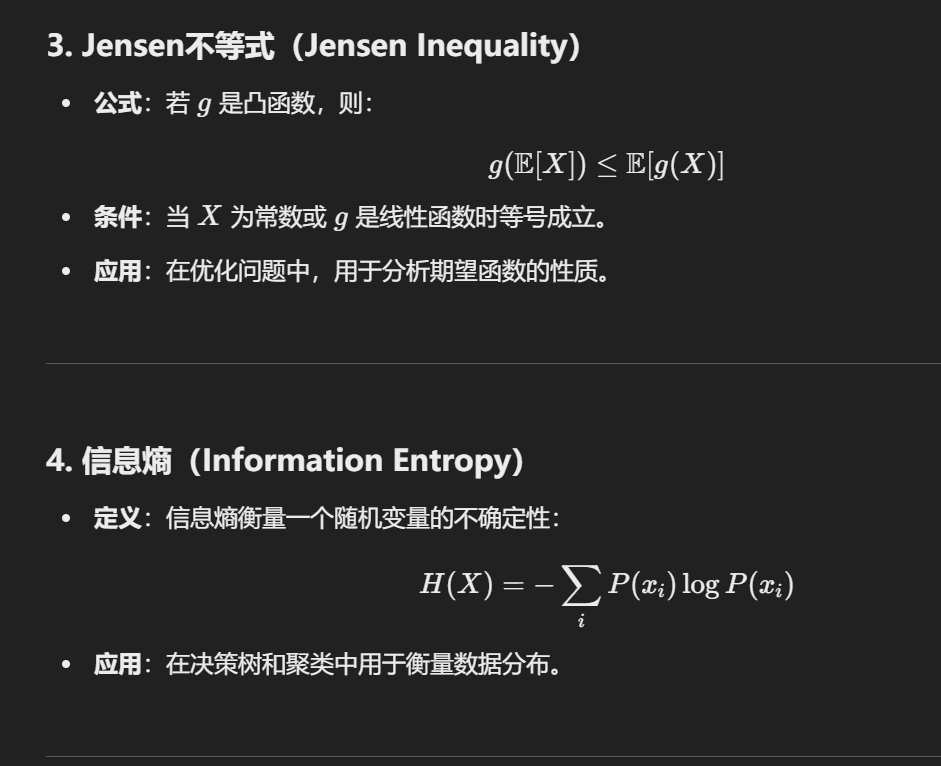 3. Jensen不等式（Jensen Inequality）
• 公式：若 g 是凸函数，则：
g(𝔼[X]) ≤ 𝔼[g(X)]
• 条件：当 X 为常数或 g 是线性函数时等号成立。
• 应用：在优化问题中，用于分析期望函数的性质。
4. 信息熵（Information Entropy）
• 定义：信息熵衡量一个随机变量的不确定性：
H(X) = − ∑_i P(x_i) log P(x_i)
• 应用：在决策树和聚类中用于衡量数据分布。